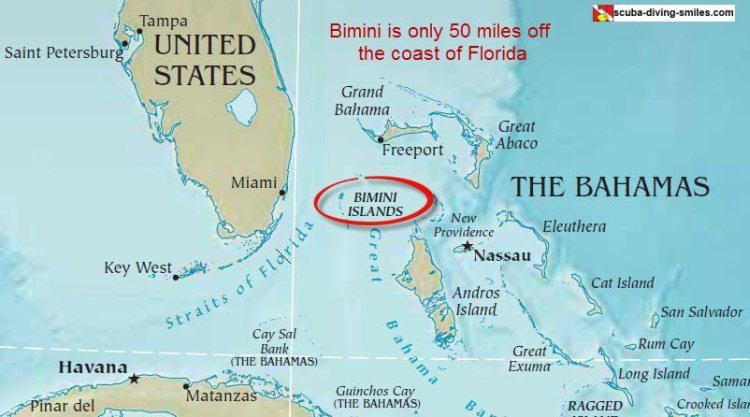 scuba-diving-smiles.com
Bimini is only 50 miles off
the coast of Florida
Tampa
Saint Petersburg
UNITED
STATES
Grand
Bahama
Great
Abaco
Freeport
Miami
BIMINI
ISLANDS
THE BAHAMAS
New
Providence
Eleuthera
Nassau
Key West
Straits of Florida
Great Bahama
Andros
Island
Cat Island
San Salvador
Cay Sal
Bank
(THE BAHAMAS)
Rum Cay
Great
Exuma
Long Island
Havana
Matanzas
Guinchos Cay
(THE BAHAMAS)
RAGGED
ISLAND
Crooked Islan
Pinar del